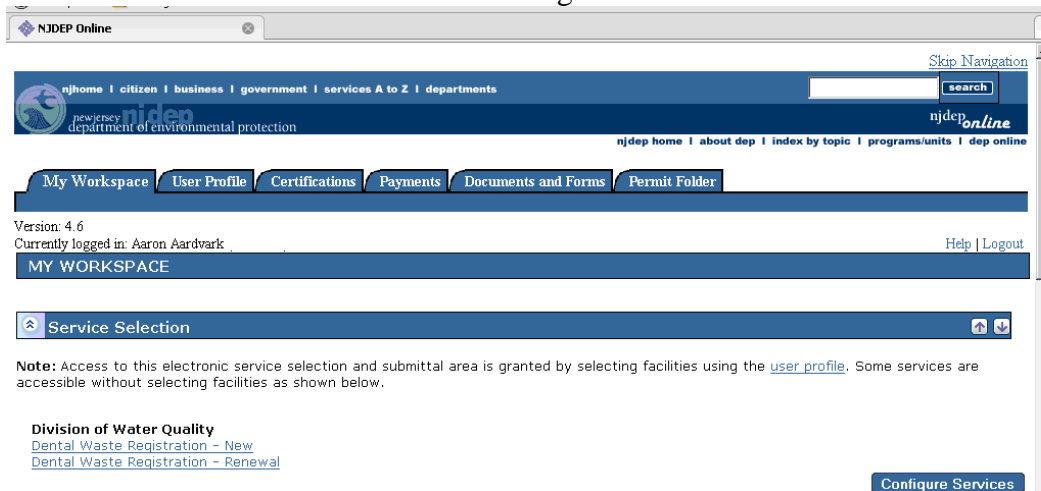 NJDEP Online
Skip Navigation
njhome I citizen I business I government I services A to Z I departments
search
newjersey njdep
department of environmental protection
njdep online
njdep home I about dep I index by topic I programs/units I dep online
My Workspace User Profile Certifications Payments Documents and Forms Permit Folder
Version: 4.6
Currently logged in: Aaron Aardvark
Help | Logout
MY WORKSPACE
Service Selection
Note: Access to this electronic service selection and submittal area is granted by selecting facilities using the user profile. Some services are
accessible without selecting facilities as shown below.
Division of Water Quality
Dental Waste Registration - New
Dental Waste Registration - Renewal
Configure Services